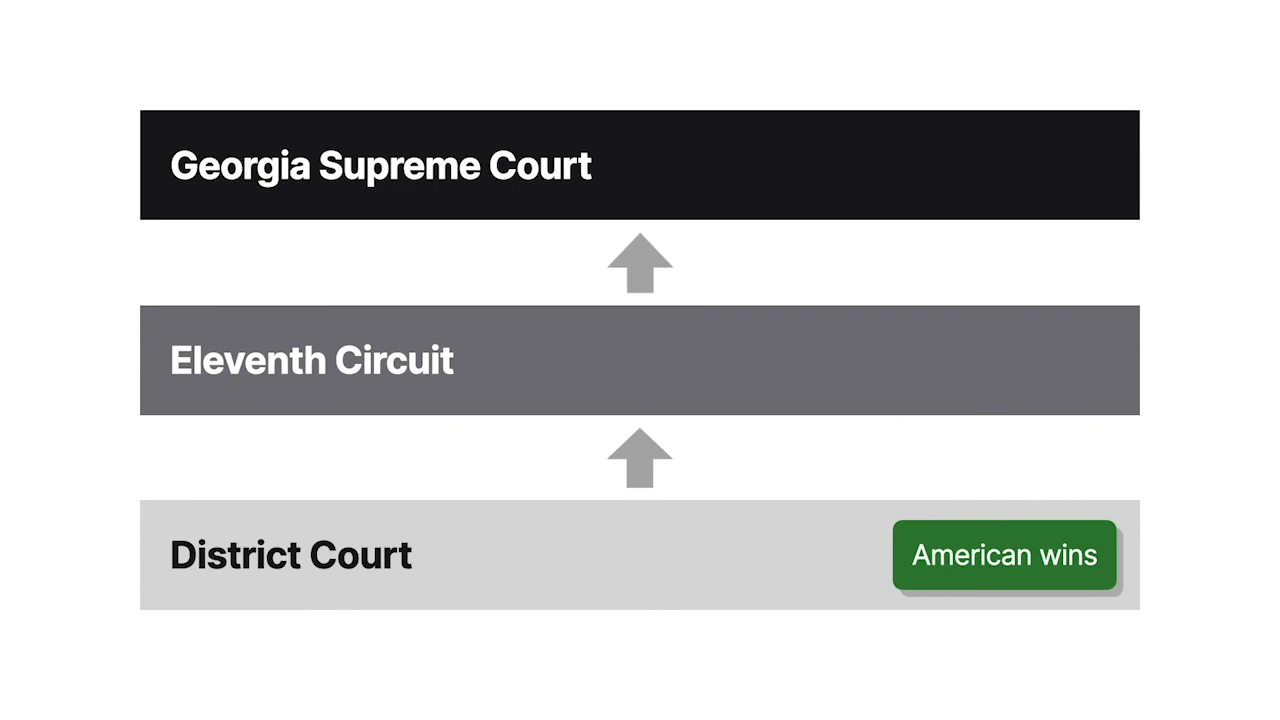 Georgia Supreme Court
Eleventh Circuit
District Court
American wins